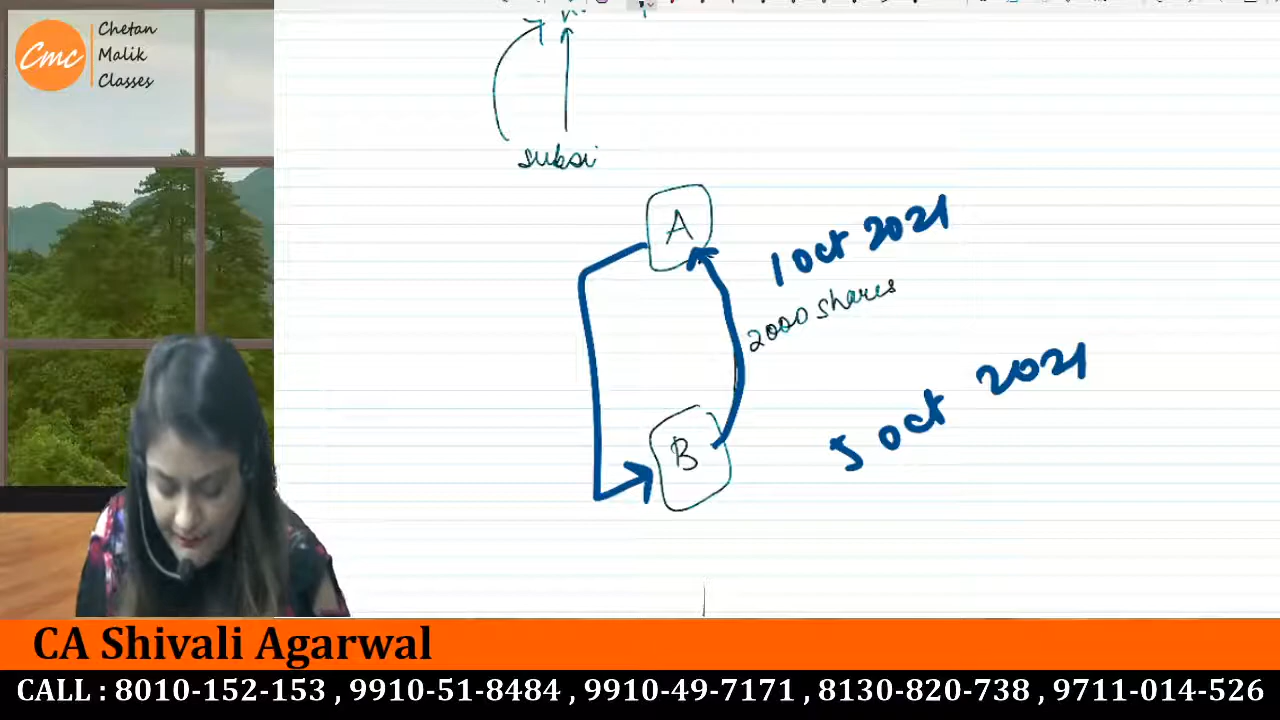 Chetan
Malik
Classes
cmc
subsi
A
1 oct 2021
2000 shares
5 oct 2021
B
CA Shivali Agarwal
CALL : 8010-152-153 , 9910-51-8484 , 9910-49-7171 , 8130-820-738 , 9711-014-526